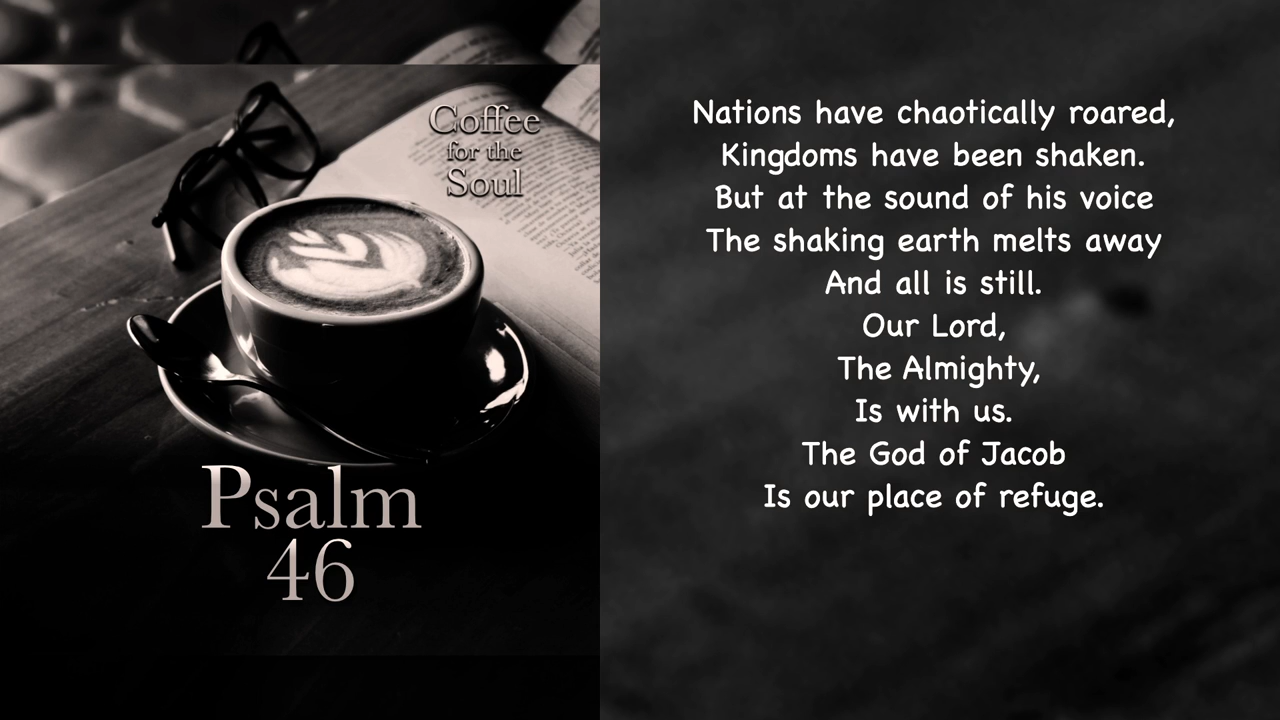 Coffee
for the
Soul
Psalm
46
Nations have chaotically roared,
Kingdoms have been shaken.
But at the sound of his voice
The shaking earth melts away
And all is still.
Our Lord,
The Almighty,
Is with us.
The God of Jacob
Is our place of refuge.